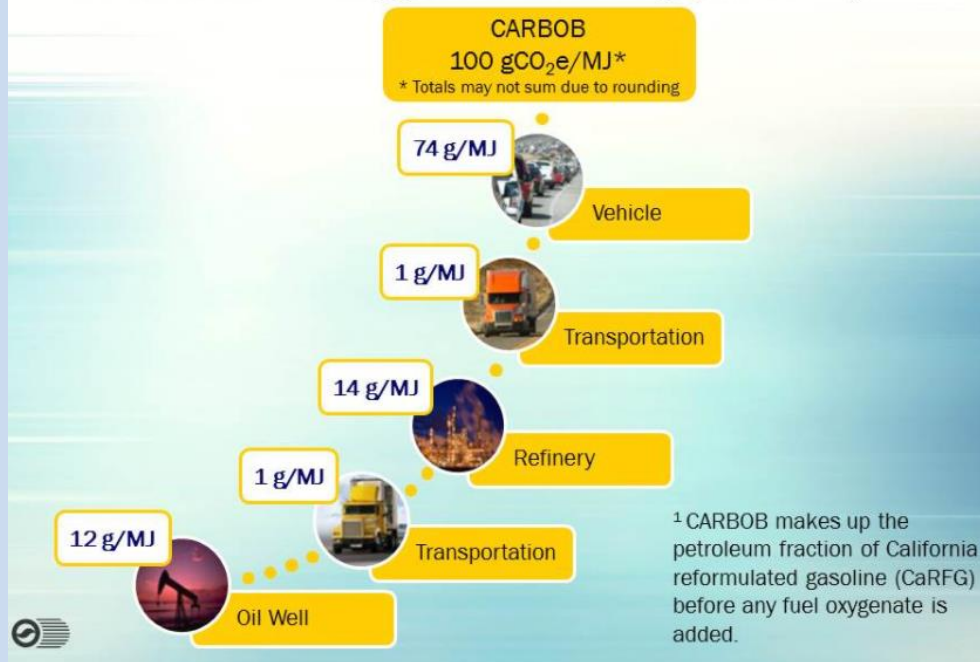 CARBOB
100 gCO₂e/MJ*
* Totals may not sum due to rounding
74 g/MJ
Vehicle
1 g/MJ
Transportation
14 g/MJ
Refinery
1 g/MJ
Transportation
12 g/MJ
Oil Well
¹ CARBOB makes up the
petroleum fraction of California
reformulated gasoline (CaRFG)
before any fuel oxygenate is
added.